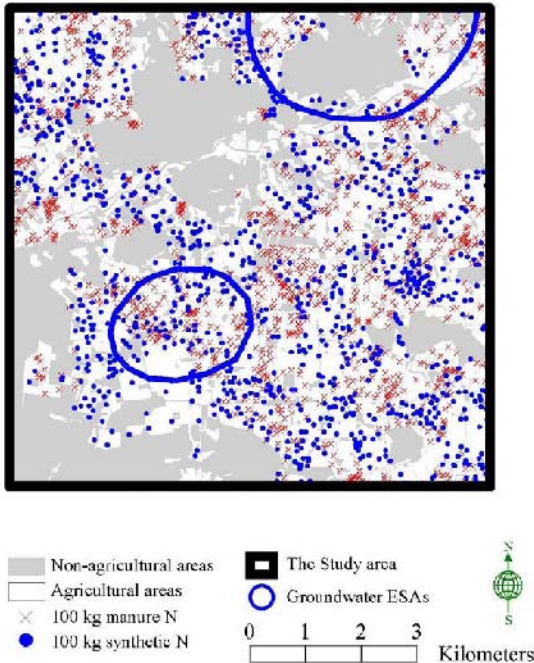 Non-agricultural areas
Agricultural areas
100 kg manure N
100 kg synthetic N
The Study area
Groundwater ESAs
N
S
0 1 2 3
Kilometers